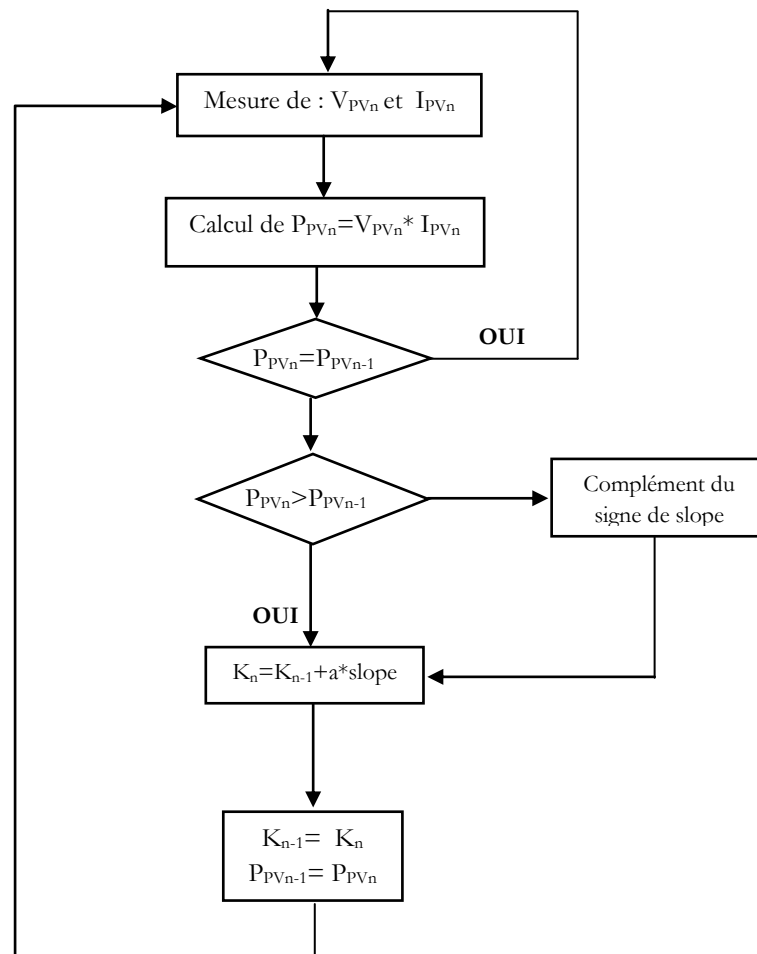 Mesure de : V_PVn et I_PVn
Calcul de P_PVn=V_PVn* I_PVn
OUI
P_PVn=P_PVn-1
P_PVn>P_PVn-1
Complément du
signe de slope
OUI
K_n=K_n-1+a*slope
K_n-1= K_n
P_PVn-1= P_PVn